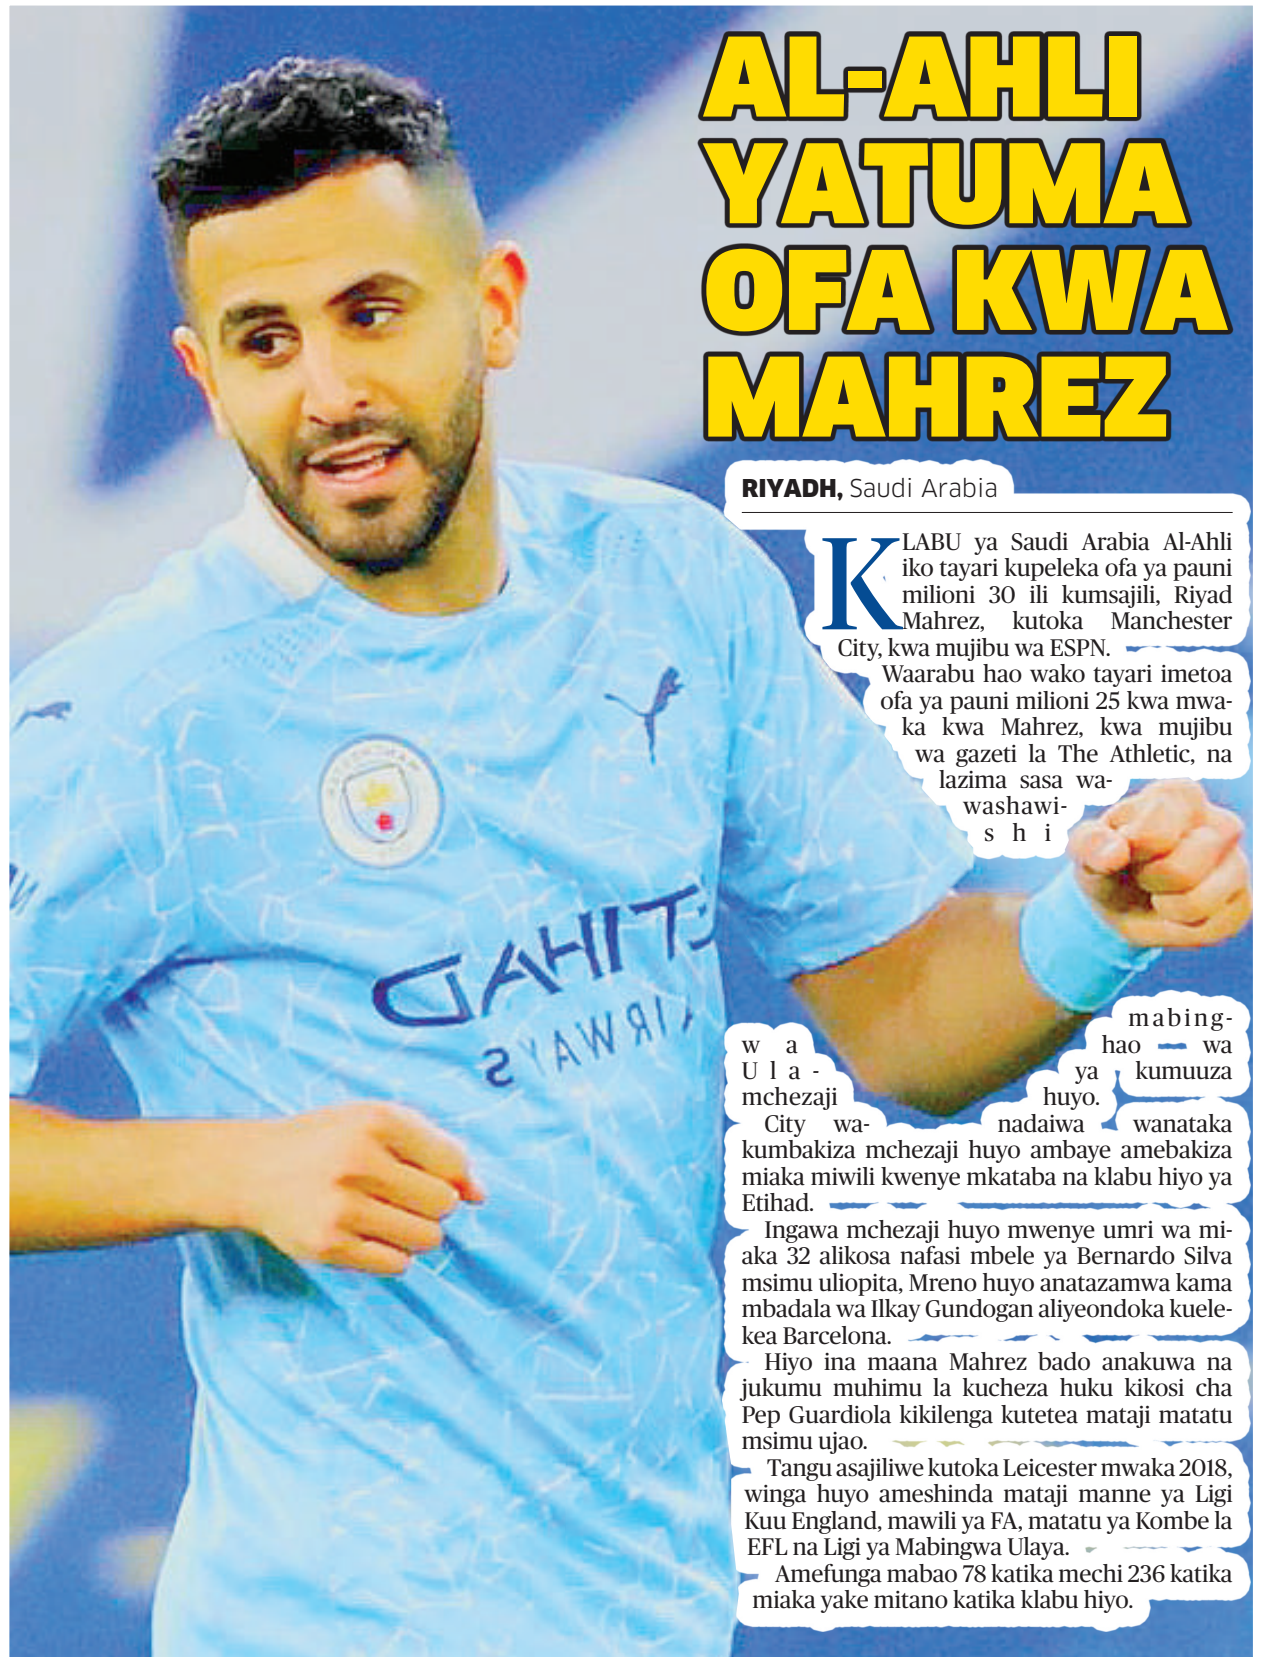 AL-AHLI
YATUMA
OFA KWA
MAHREZ
RIYADH, Saudi Arabia
KLABU ya Saudi Arabia Al-Ahli
iko tayari kupeleka ofa ya pauni
milioni 30 ili kumsajili, Riyad
Mahrez, kutoka Manchester
City, kwa mujibu wa ESPN.
Waarabu hao wako tayari imetoa
ofa ya pauni milioni 25 kwa mwa-
ka kwa Mahrez, kwa mujibu
wa gazeti la The Athletic, na
lazima sasa wa-
washawi-
shi
mabing-
wa hao wa
Ula- ya kumuuza
mchezaji huyo.
City wa- nadaiwa wanataka
kumbakiza mchezaji huyo ambaye amebakiza
miaka miwili kwenye mkataba na klabu hiyo ya
Etihad.
Ingawa mchezaji huyo mwenye umri wa mi-
aka 32 alikosa nafasi mbele ya Bernardo Silva
msimu uliopita, Mreno huyo anatazamwa kama
mbadala wa Ilkay Gundogan aliyeondoka kuele-
kea Barcelona.
Hiyo ina maana Mahrez bado anakuwa na
jukumu muhimu la kucheza huku kikosi cha
Pep Guardiola kikilenga kutetea mataji matatu
msimu ujao.
Tangu asajiliwe kutoka Leicester mwaka 2018,
winga huyo ameshinda mataji manne ya Ligi
Kuu England, mawili ya FA, matatu ya Kombe la
EFL na Ligi ya Mabingwa Ulaya.
Amefunga mabao 78 katika mechi 236 katika
miaka yake mitano katika klabu hiyo.
ETIHAD
AIRWAYS